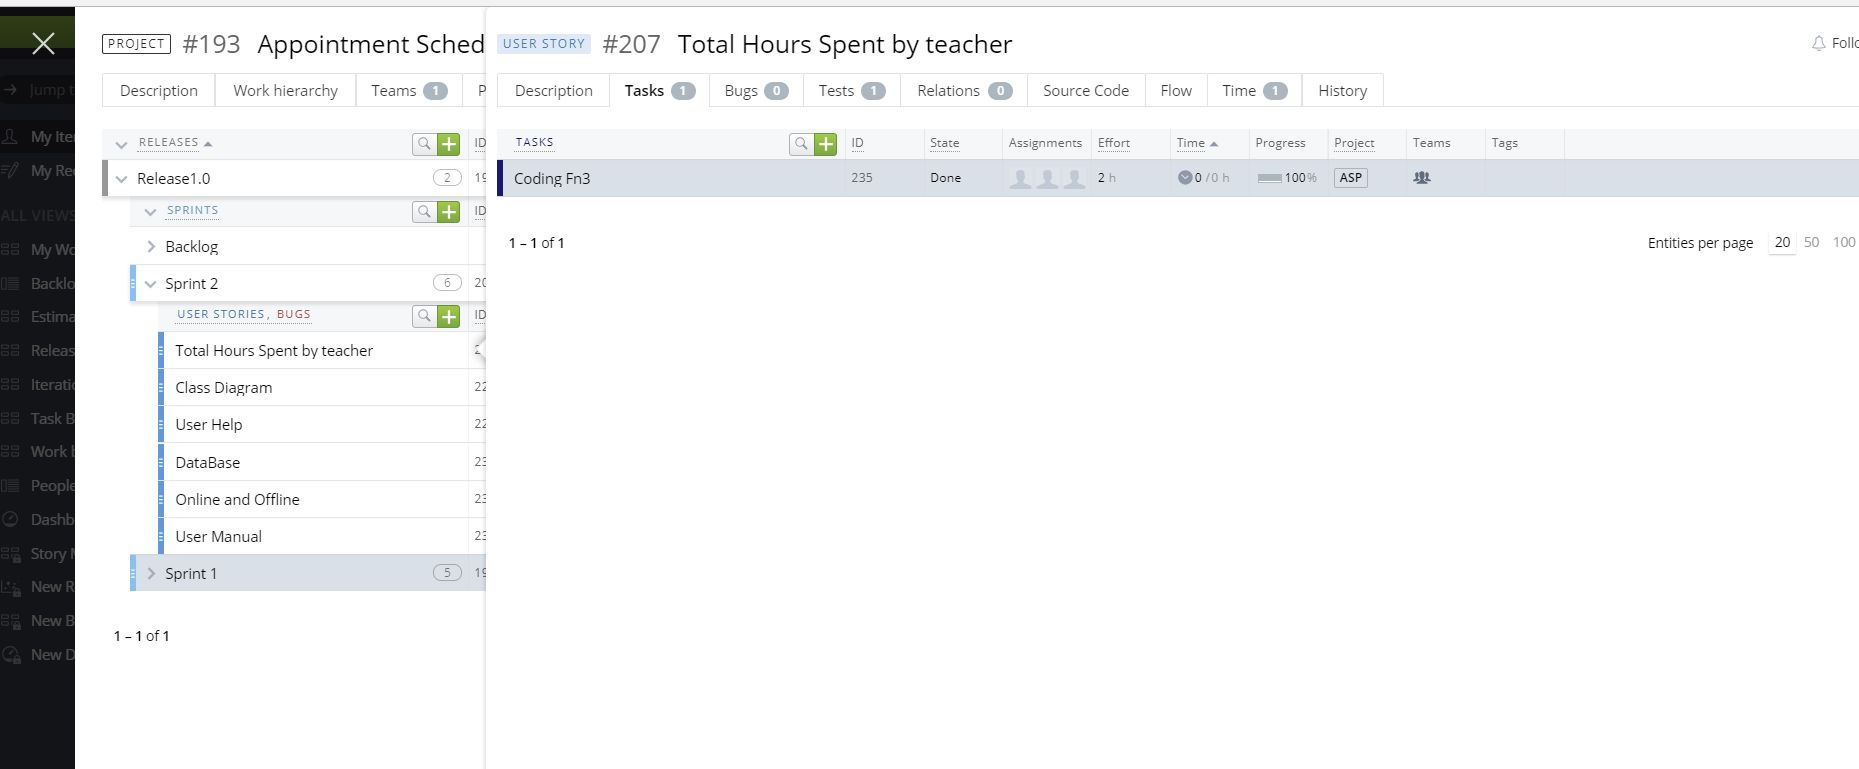 PROJECT #193 Appointment Sched
Description Work hierarchy Teams 1 P
RELEASES ID
Release1.0 2 19
SPRINTS ID
Backlog
Sprint 2 6 20
USER STORIES, BUGS ID
Total Hours Spent by teacher 2
Class Diagram 22
User Help 22
DataBase 23
Online and Offline 23
User Manual 23
Sprint 1 5 19
1 – 1 of 1
USER STORY #207 Total Hours Spent by teacher Follo
Description Tasks 1 Bugs 0 Tests 1 Relations 0 Source Code Flow Time 1 History
TASKS ID State Assignments Effort Time Progress Project Teams Tags
Coding Fn3 235 Done 2 h 0 / 0 h 100% ASP
1 – 1 of 1 Entities per page 20 50 100
Jump t
My Ite
My Re
ALL VIEWS
My Wo
Backlo
Estima
Releas
Iteratio
Task B
Work b
People
Dashb
Story M
New R
New B
New D